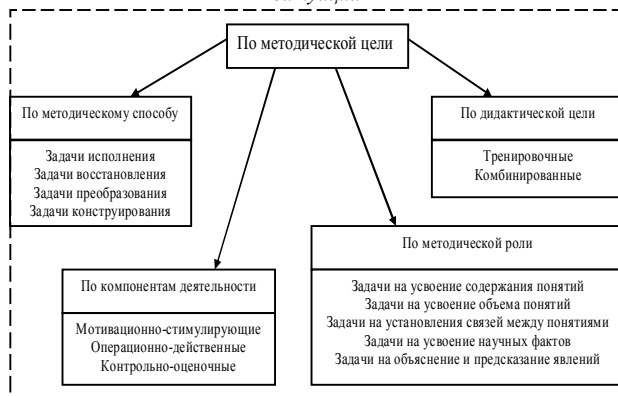 По методической цели
По методическому способу
Задачи исполнения
Задачи восстановления
Задачи преобразования
Задачи конструирования
По дидактической цели
Тренировочные
Комбинированные
По компонентам деятельности
Мотивационно-стимулирующие
Операционно-действенные
Контрольно-оценочные
По методической роли
Задачи на усвоение содержания понятий
Задачи на усвоение объема понятий
Задачи на установления связей между понятиями
Задачи на усвоение научных фактов
Задачи на объяснение и предсказание явлений